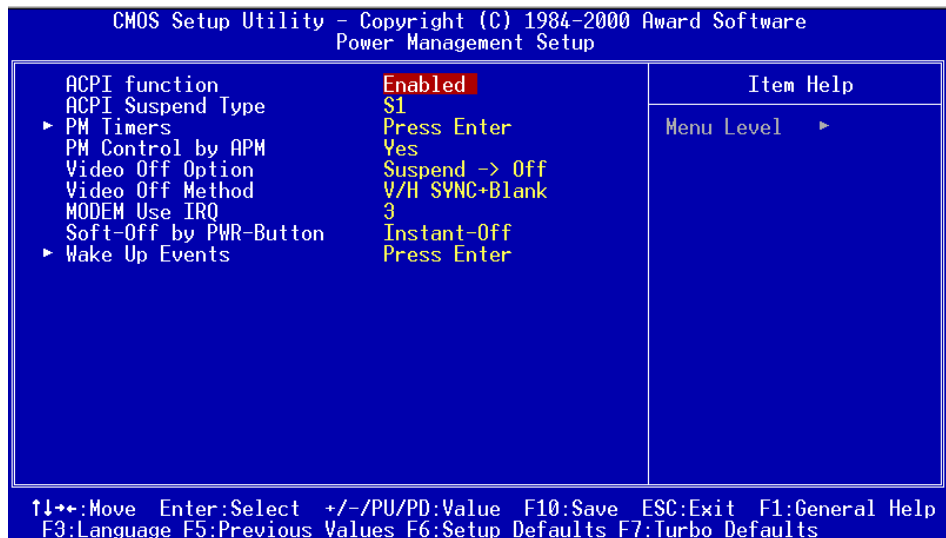 CMOS Setup Utility - Copyright (C) 1984-2000 Award Software
Power Management Setup
ACPI function Enabled
ACPI Suspend Type S1
► PM Timers Press Enter
PM Control by APM Yes
Video Off Option Suspend -> Off
Video Off Method V/H SYNC+Blank
MODEM Use IRQ 3
Soft-Off by PWR-Button Instant-Off
► Wake Up Events Press Enter
Item Help
Menu Level ►
↑↓→←:Move Enter:Select +/-/PU/PD:Value F10:Save ESC:Exit F1:General Help
F3:Language F5:Previous Values F6:Setup Defaults F7:Turbo Defaults